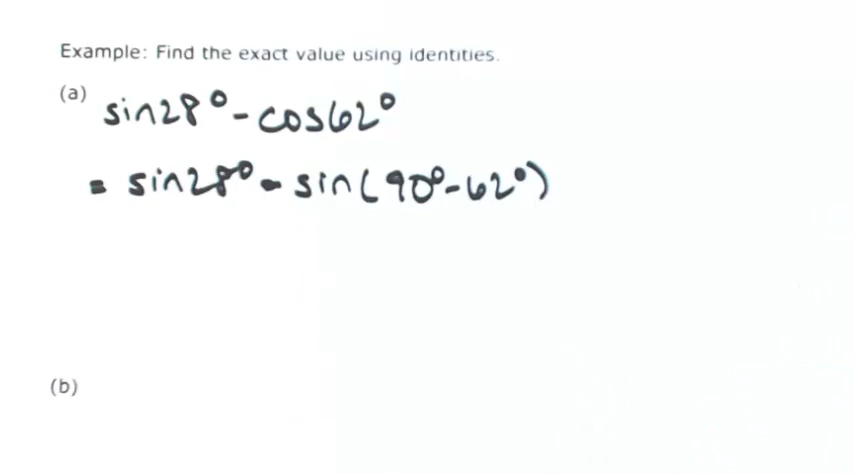 Example: Find the exact value using identities.
(a) sin28° - cos62°
= sin28° - sin(90° - 62°)
(b)